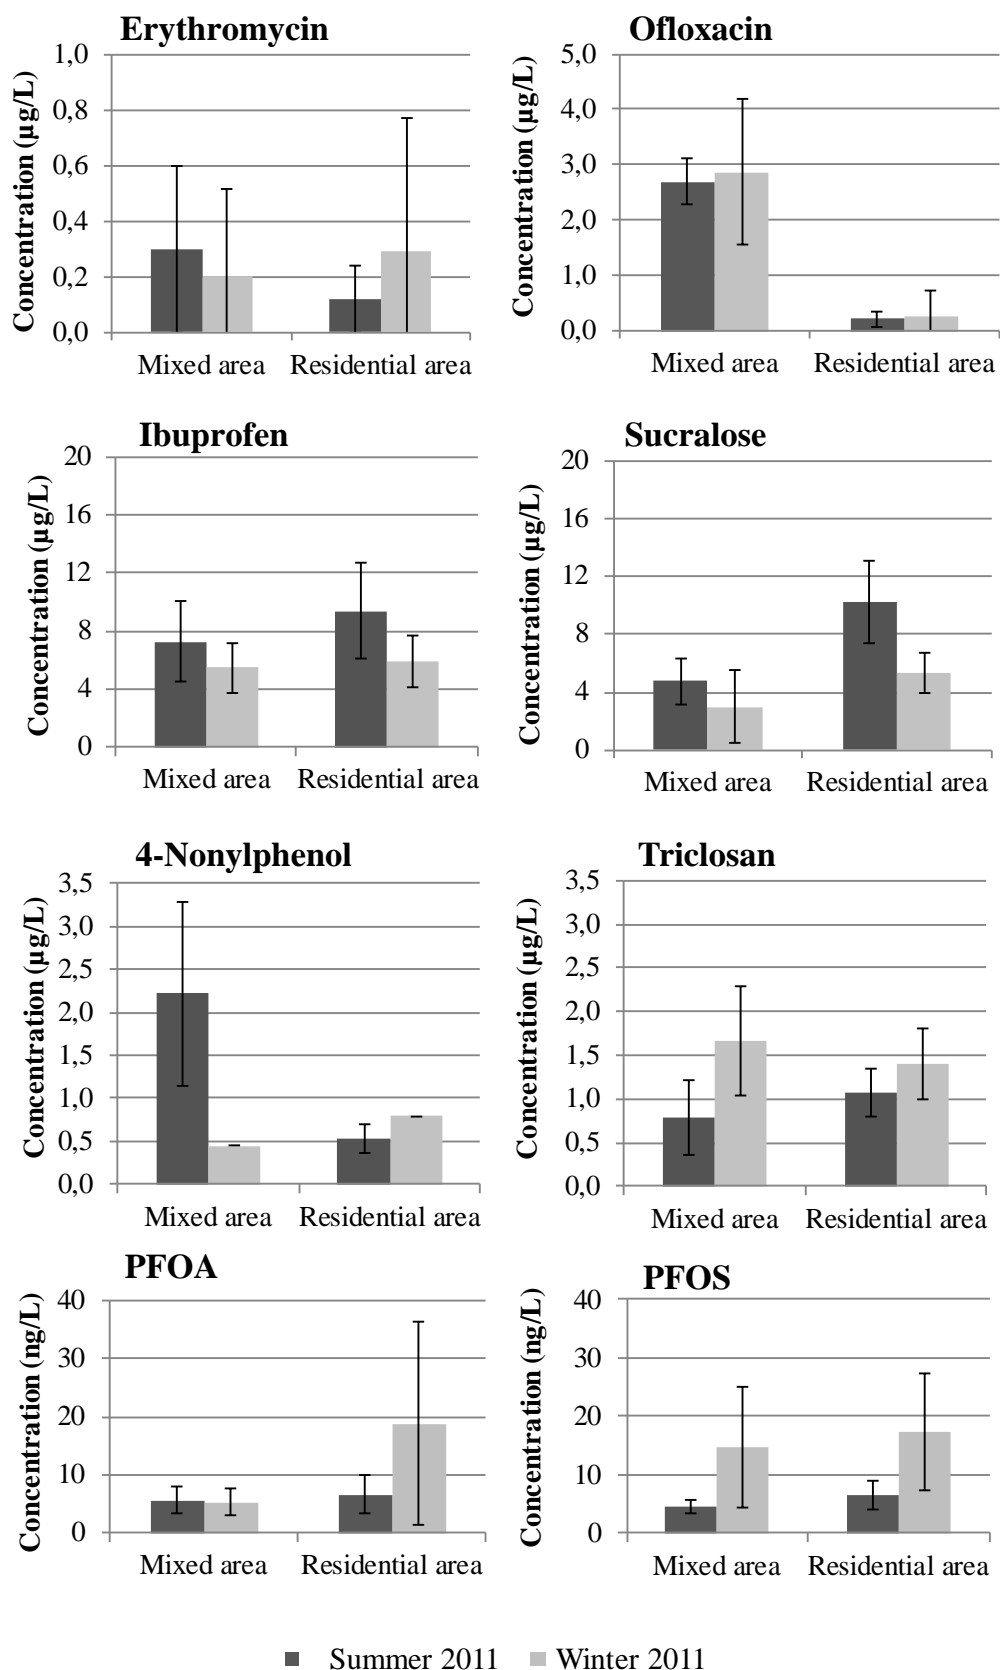 Erythromycin
Concentration (µg/L)
1,0
0,8
0,6
0,4
0,2
0,0
Mixed area Residential area
Ofloxacin
Concentration (µg/L)
5,0
4,0
3,0
2,0
1,0
0,0
Mixed area Residential area
Ibuprofen
Concentration (µg/L)
20
16
12
8
4
0
Mixed area Residential area
Sucralose
Concentration (µg/L)
20
16
12
8
4
0
Mixed area Residential area
4-Nonylphenol
Concentration (µg/L)
3,5
3,0
2,5
2,0
1,5
1,0
0,5
0,0
Mixed area Residential area
Triclosan
Concentration (µg/L)
3,5
3,0
2,5
2,0
1,5
1,0
0,5
0,0
Mixed area Residential area
PFOA
Concentration (ng/L)
40
30
20
10
0
Mixed area Residential area
PFOS
Concentration (ng/L)
40
30
20
10
0
Mixed area Residential area
Summer 2011 Winter 2011